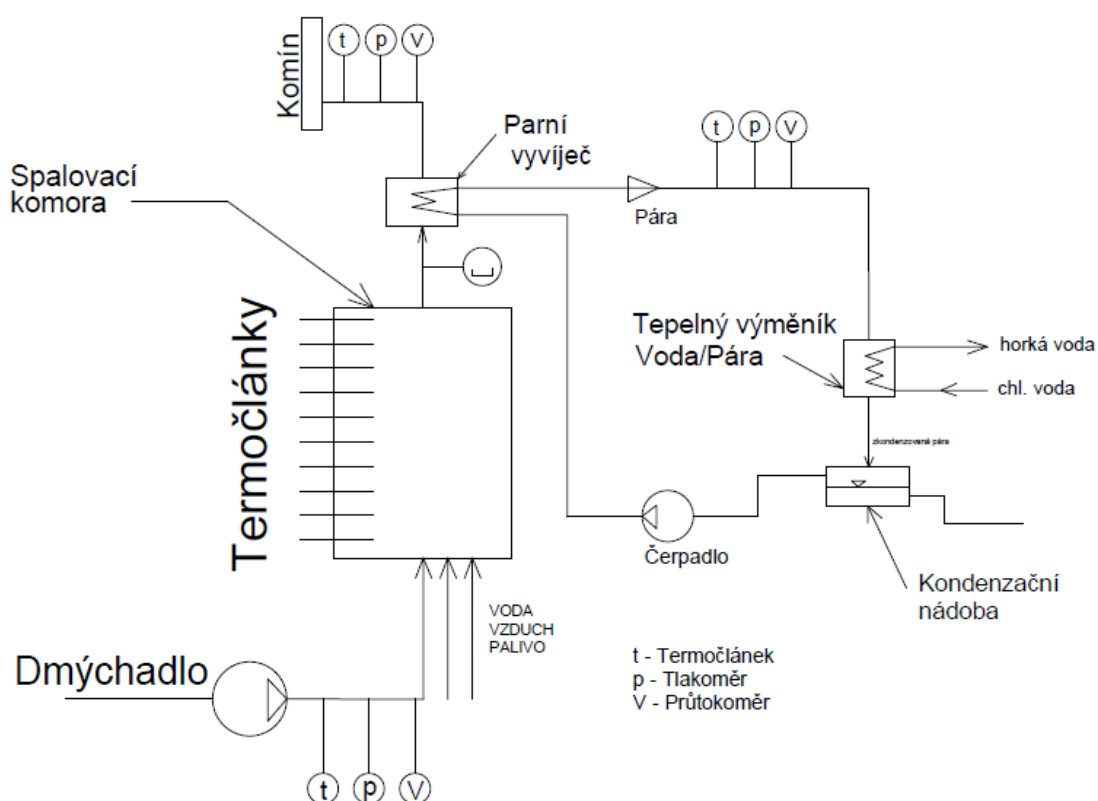 Komín
t p V
Parní
vyvíječ
t p V
Spalovací
komora
Pára
Termočlánky
Tepelný výměník
Voda/Pára
horká voda
chl. voda
zkondenzovaná pára
Čerpadlo
Kondenzační
nádoba
VODA
VZDUCH
PALIVO
Dmýchadlo
t - Termočlánek
p - Tlakoměr
V - Průtokoměr
t p V